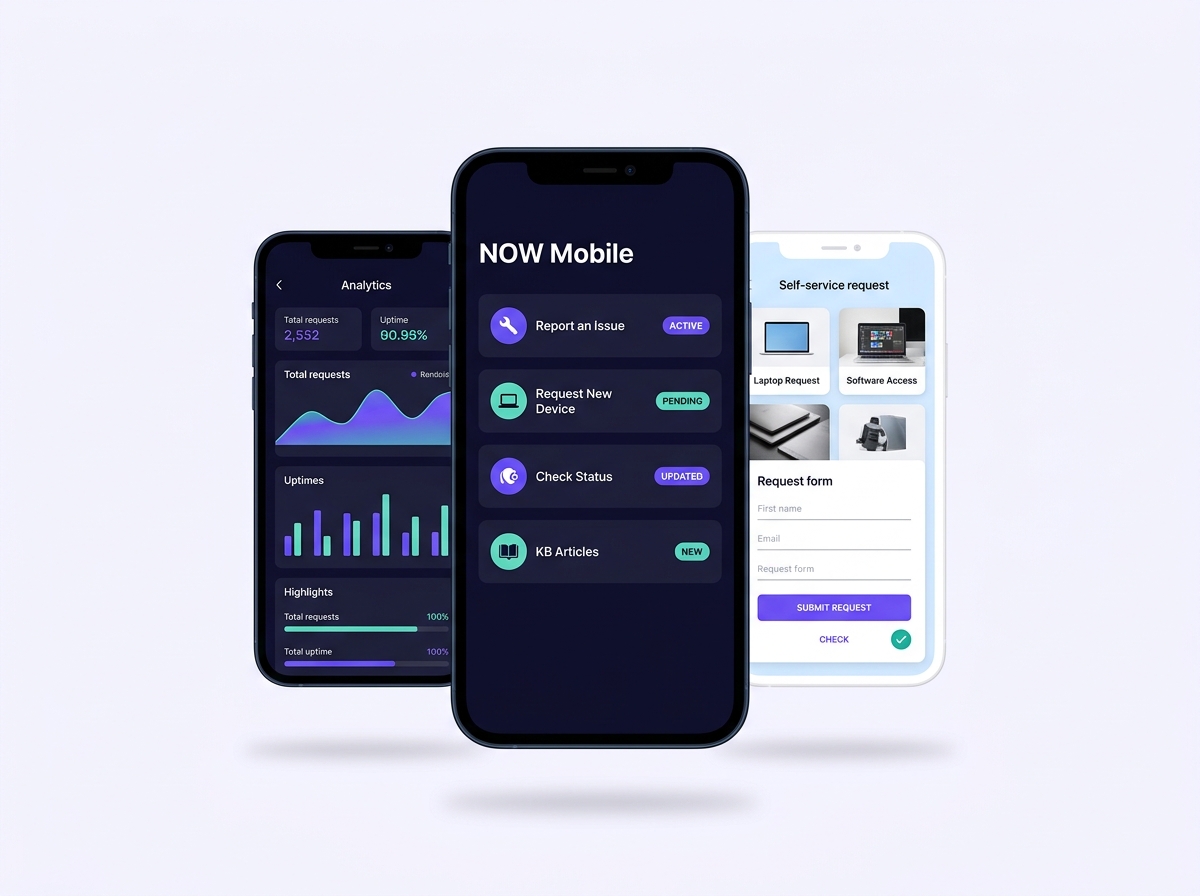 Analytics
Tatal requests
2,552
Uptime
90.95%
Total requests
Rendois
Uptimes
Highlights
Total requests
100%
Total uptime
100%
NOW Mobile
Report an Issue
ACTIVE
Request New
Device
PENDING
Check Status
UPDATED
KB Articles
NEW
Self-service request
Laptop Request
Software Access
Request form
First name
Email
Request form
SUBMIT REQUEST
CHECK